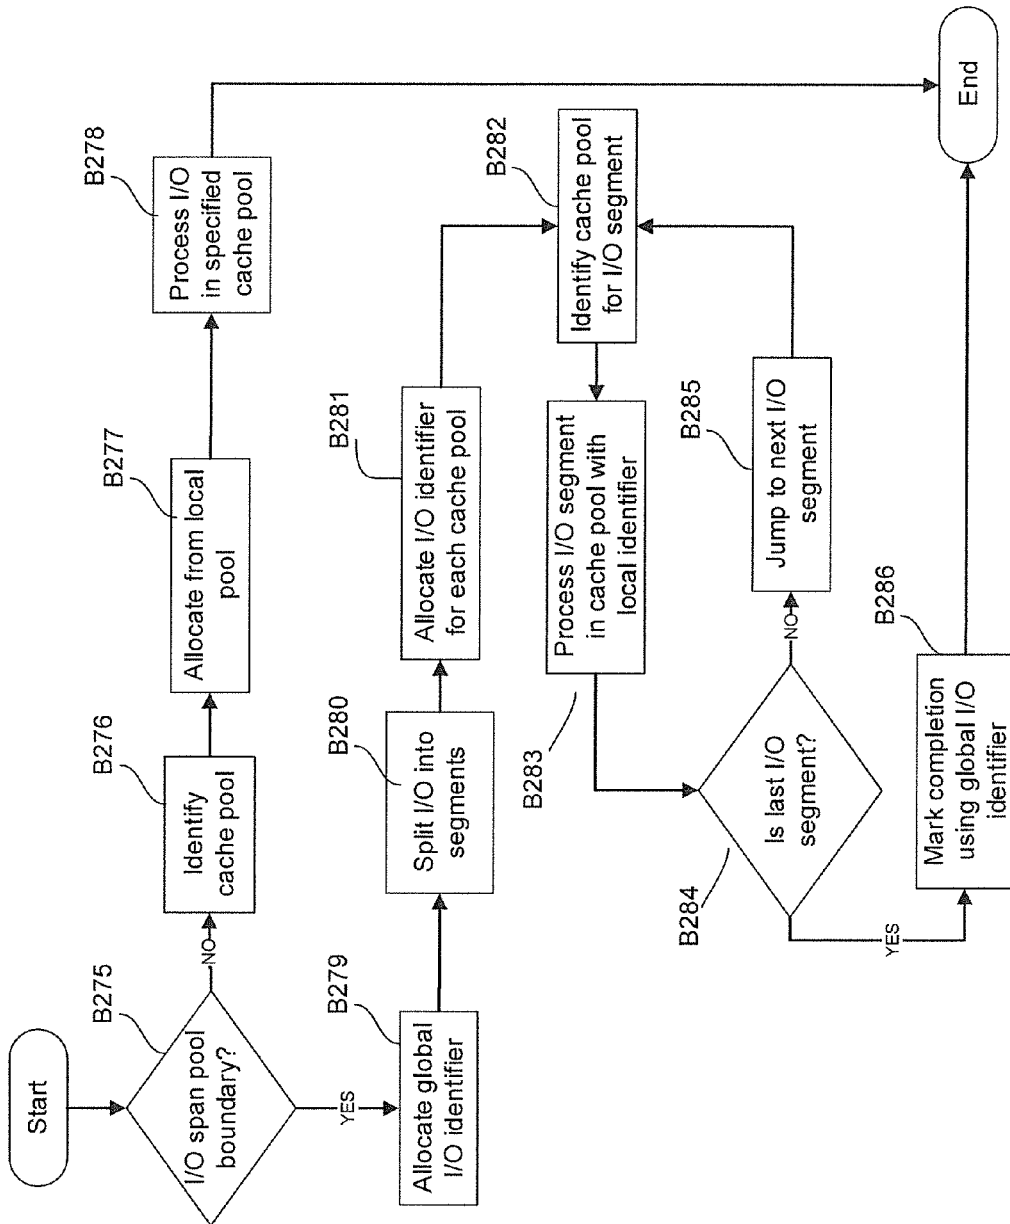 Start
B275
I/O span pool
boundary?
NO
YES
B276
Identify
cache pool
B277
Allocate from local
pool
B278
Process I/O
in specified
cache pool
B279
Allocate global
I/O identifier
B280
Split I/O into
segments
B281
Allocate I/O identifier
for each cache pool
B282
Identify cache pool
for I/O segment
B283
Process I/O segment
in cache pool with
local identifier
B284
Is last I/O
segment?
NO
YES
B285
Jump to next I/O
segment
B286
Mark completion
using global I/O
identifier
End